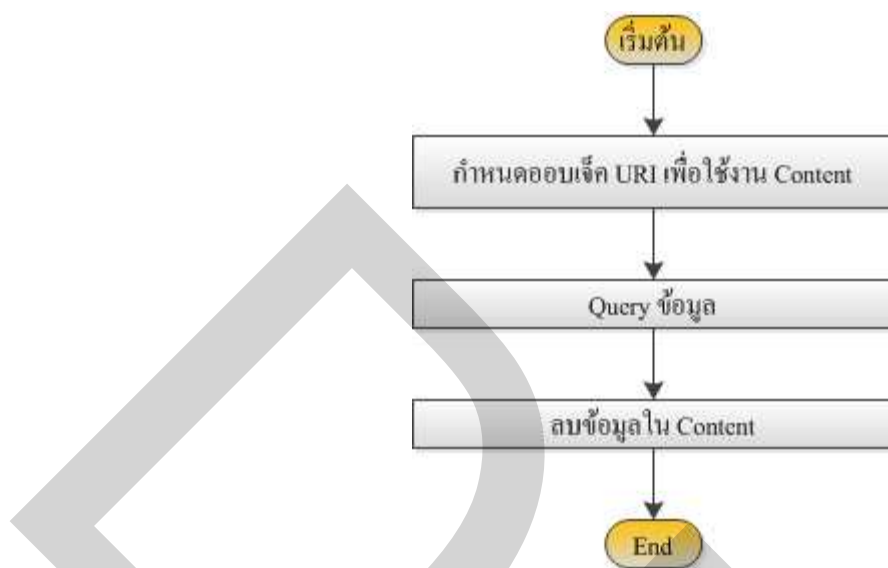 เริ่มต้น
กำหนดออบเจ็ค URI เพื่อใช้งาน Content
Query ข้อมูล
ลบข้อมูลใน Content
End